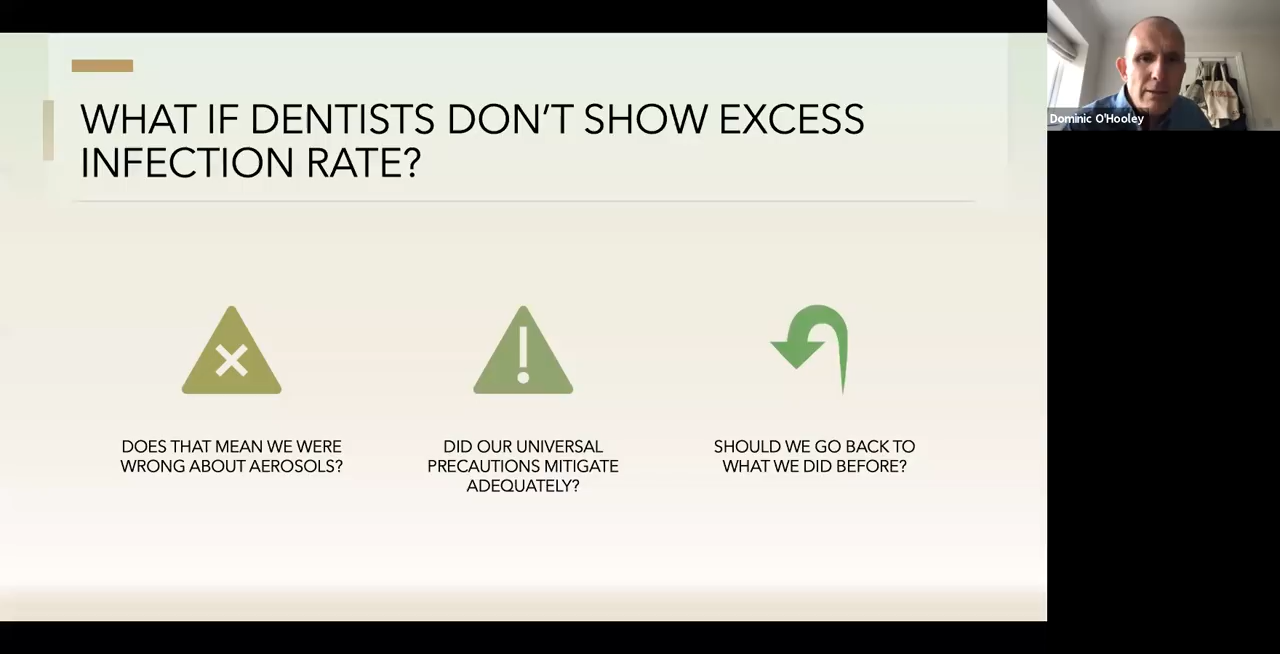 WHAT IF DENTISTS DON'T SHOW EXCESS
INFECTION RATE?
Dominic O'Hooley
DOES THAT MEAN WE WERE
WRONG ABOUT AEROSOLS?
DID OUR UNIVERSAL
PRECAUTIONS MITIGATE
ADEQUATELY?
SHOULD WE GO BACK TO
WHAT WE DID BEFORE?